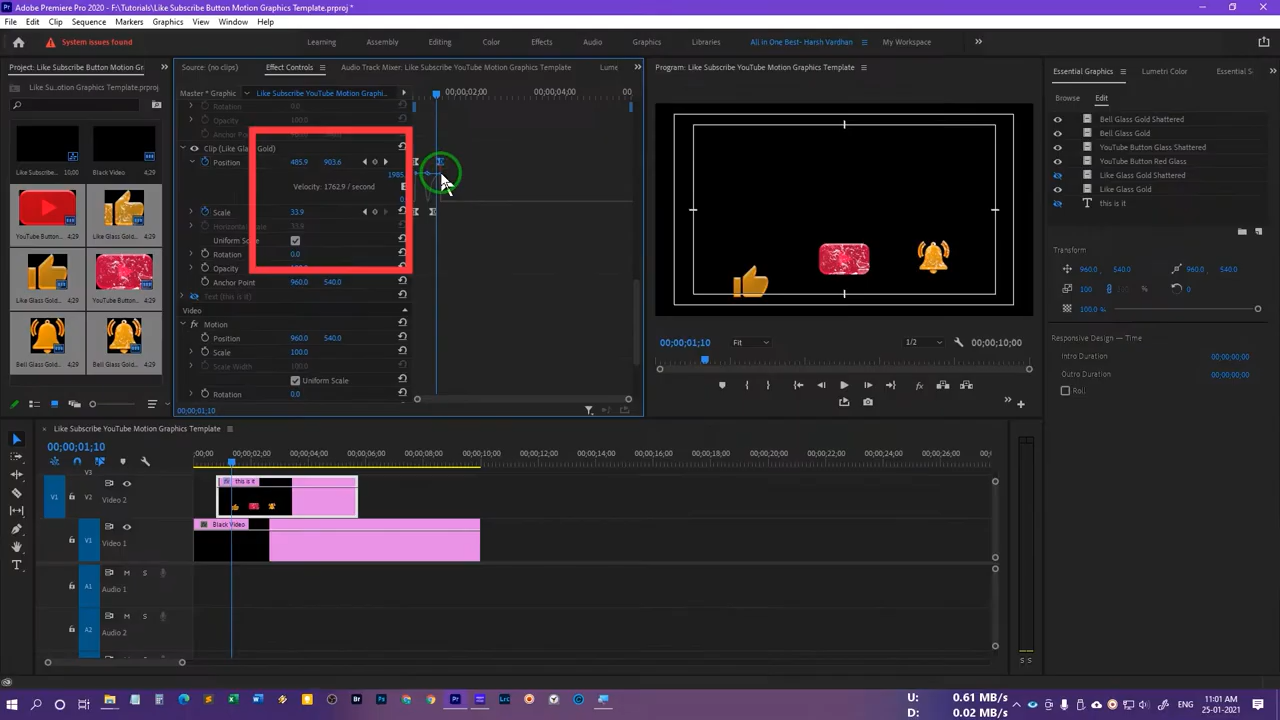 Adobe Premiere Pro 2020 - F:\Tutorials\Like Subscribe Button Motion Graphics Template.prproj *
File Edit Clip Sequence Markers Graphics View Window Help
System issues found
Learning Assembly Editing Color Effects Audio Graphics Libraries All in One Best- Harsh Vardhan My Workspace
Project: Like Subscribe Button Motion Gr
Like Su...otion Graphics Template.prproj
Like Subscribe... 10;00 Black Video 4;29
YouTube Button... 4;29 Like Glass Gold... 4;29
Like Glass Gold... 4;29 YouTube Button... 4;29
Bell Glass Gold... 4;29 Bell Glass Gold... 4;29
Source: (no clips) Effect Controls Audio Track Mixer: Like Subscribe YouTube Motion Graphics Template Lume
Master * Graphic Like Subscribe YouTube Motion Graphi... 00;00;02;00 00;00;04;00 00
Rotation 0.0
Opacity 100.0
Anchor Point
Clip (Like Glass Gold)
Position 485.9 903.6
1985.
Velocity: 1762.9 / second
Scale 33.9
Horizontal Scale 33.9
Uniform Scale
Rotation 0.0
Opacity 100.0
Anchor Point 960.0 540.0
Text (this is it)
Video
fx Motion
Position 960.0 540.0
Scale 100.0
Scale Width 100.0
Uniform Scale
Rotation 0.0
00;00;01;10
Program: Like Subscribe YouTube Motion Graphics Template
00;00;01;10 Fit 1/2 00;00;10;00
Essential Graphics Lumetri Color Essential S
Browse Edit
Bell Glass Gold Shattered
Bell Glass Gold
YouTube Button Glass Shattered
YouTube Button Red Glass
Like Glass Gold Shattered
Like Glass Gold
this is it
Transform
960.0 540.0 960.0 540.0
100 % 0
100.0 %
Responsive Design — Time
Intro Duration 00;00;00;00
Outro Duration 00;00;00;00
Roll
Like Subscribe YouTube Motion Graphics Template
00;00;01;10
;00;00 00;00;02;00 00;00;04;00 00;00;06;00 00;00;08;00 00;00;10;00 00;00;12;00 00;00;14;00 00;00;16;00 00;00;18;00 00;00;20;00 00;00;22;00 00;00;24;00 00;00;26;00
V3
V1 V2 Video 2 this is it
V1 Video 1 Black Video
A1 M S Audio 1
A2 M S Audio 2
S S
U: 0.61 MB/s
D: 0.02 MB/s
ENG
11:01 AM
25-01-2021